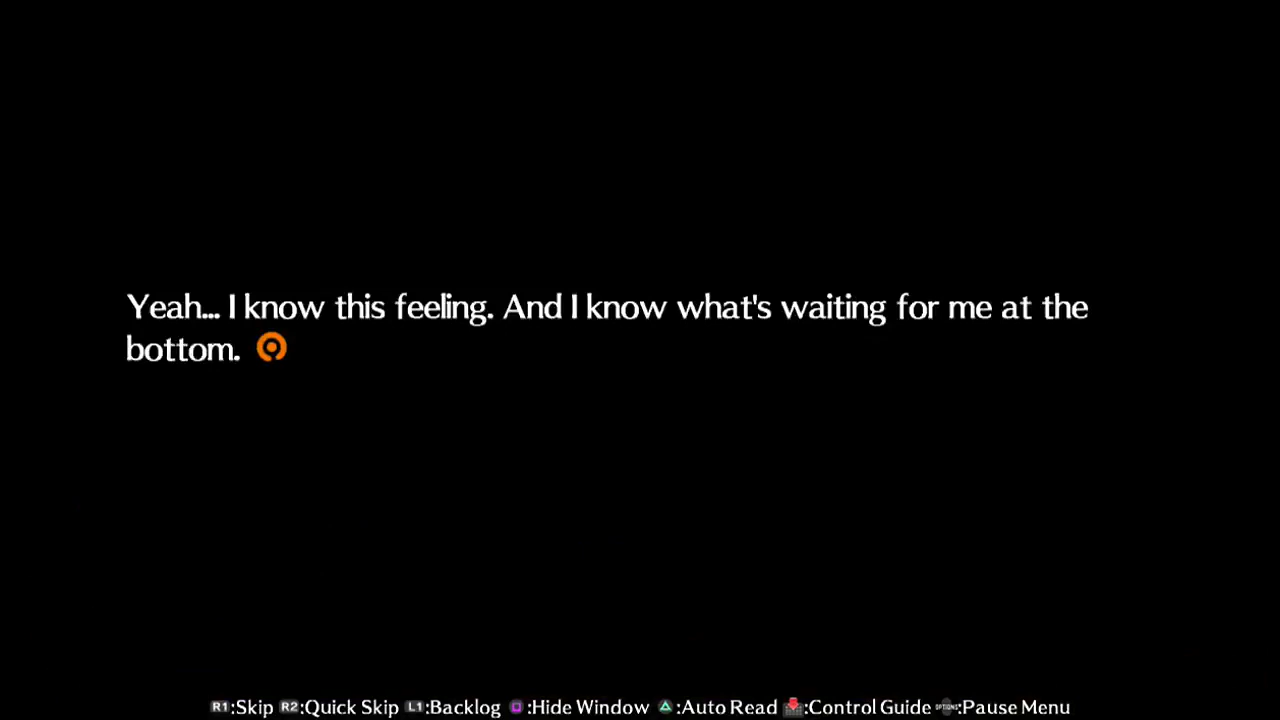 Yeah... I know this feeling. And I know what's waiting for me at the
bottom.
R1:Skip R2:Quick Skip L1:Backlog :Hide Window :Auto Read :Control Guide OPTIONS:Pause Menu